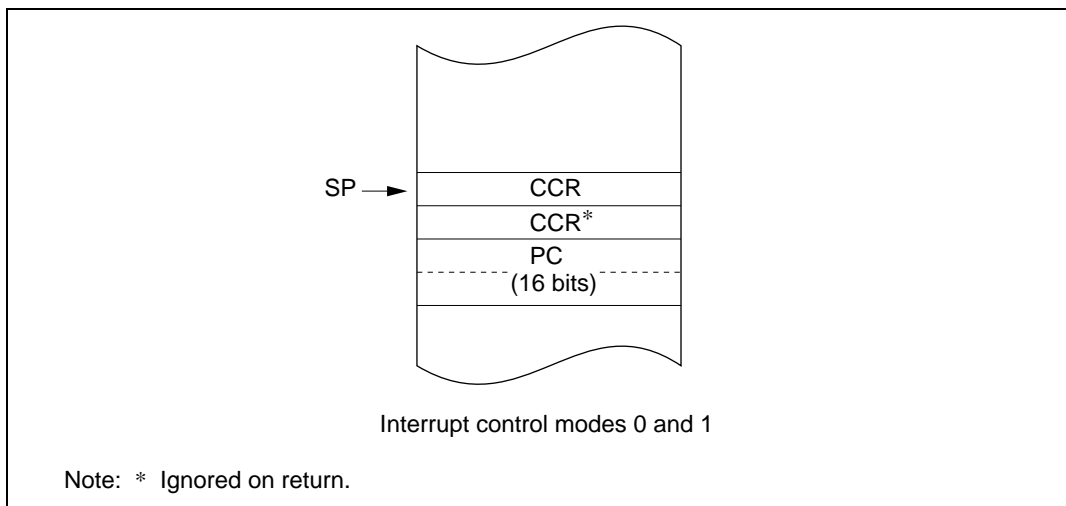 SP
CCR
CCR*
PC
(16 bits)
Interrupt control modes 0 and 1
Note: * Ignored on return.